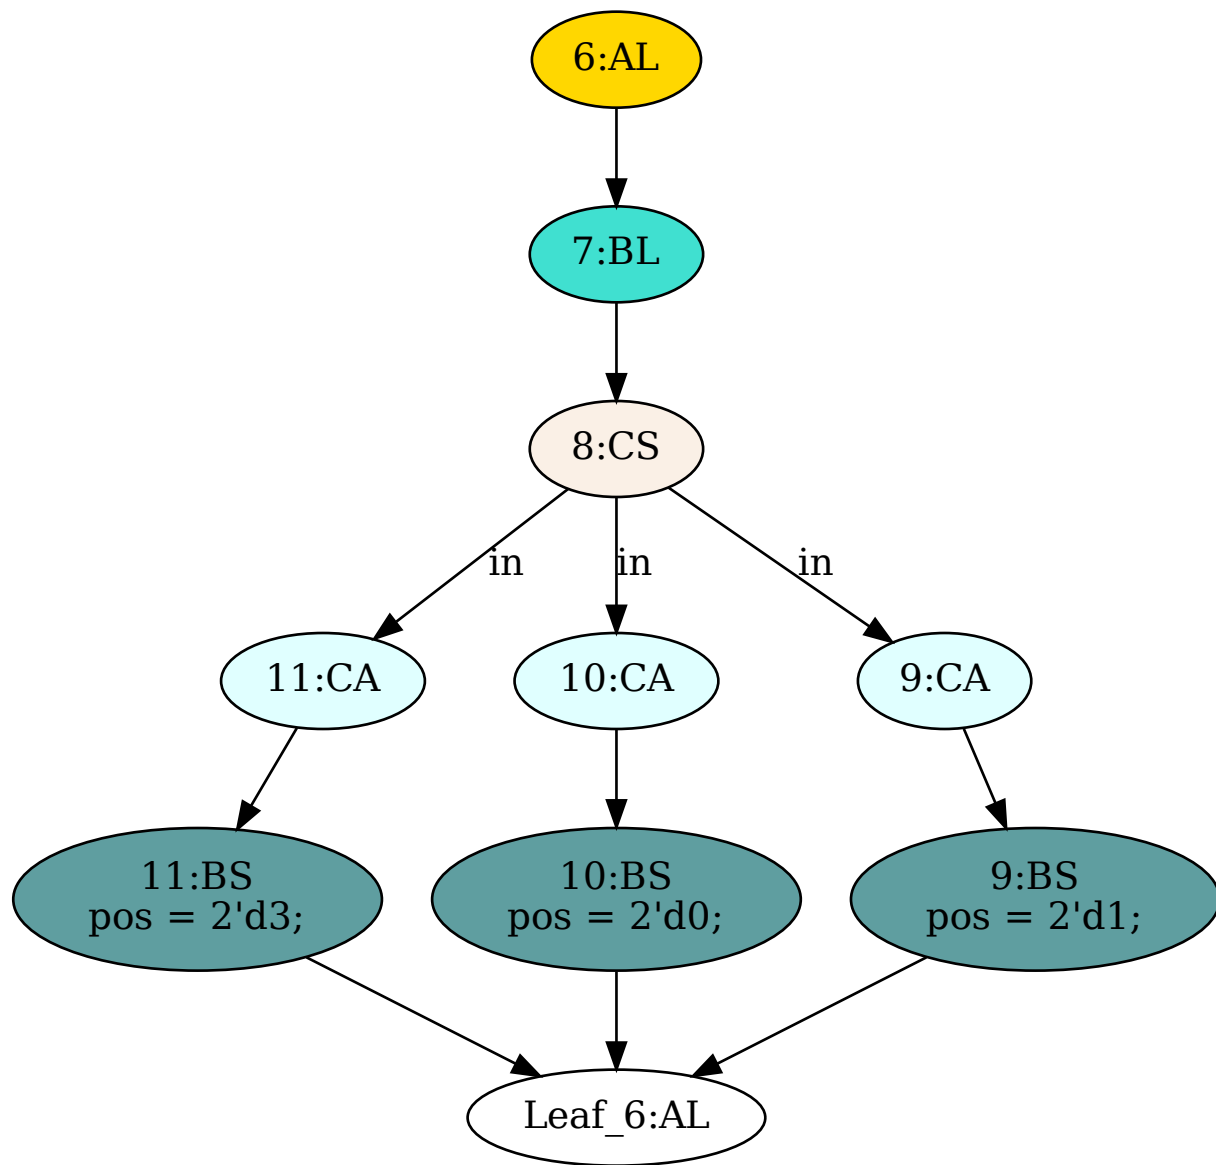 6:AL
7:BL
8:CS
in
in
in
11:CA
10:CA
9:CA
11:BS
pos = 2'd3;
10:BS
pos = 2'd0;
9:BS
pos = 2'd1;
Leaf_6:AL